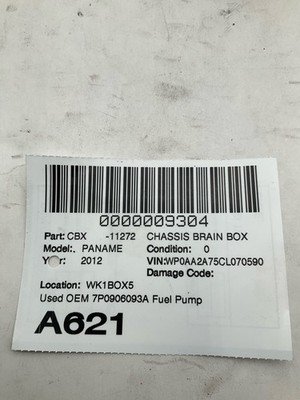 0000009304
Part: CBX -11272 CHASSIS BRAIN BOX
Model:. PANAME Condition: 0
Year: 2012 VIN:WP0AA2A75CL070590
Damage Code:
Location: WK1BOX5
Used OEM 7P0906093A Fuel Pump
A621